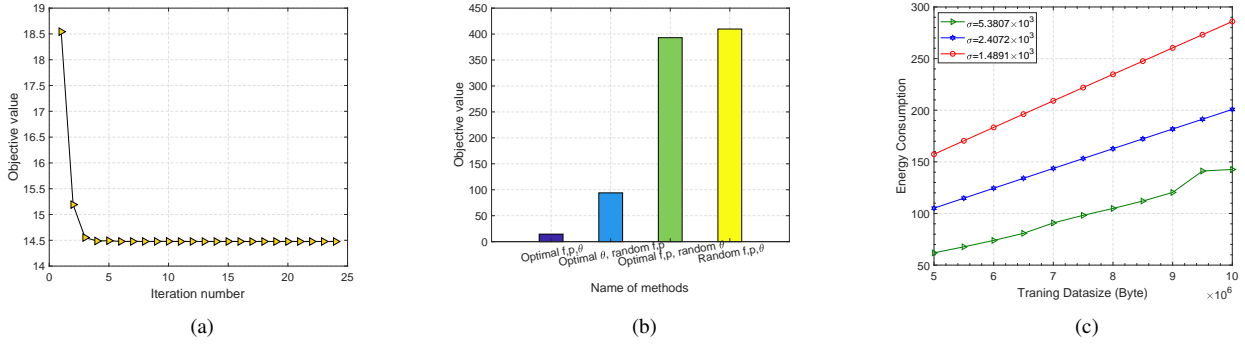 19
18.5
18
17.5
17
16.5
16
15.5
15
14.5
14
0
5
10
15
20
25
Objective value
Iteration number
(a)
450
400
350
300
250
200
150
100
50
0
Objective value
Optimal f,p,θ
Optimal θ, random f,p
Optimal f,p, random θ
Random f,p,θ
Name of methods
(b)
300
250
200
150
100
50
5
6
7
8
9
10
×10⁶
Energy Consumption
Traning Datasize (Byte)
σ=5.3807×10³
σ=2.4072×10³
σ=1.4891×10³
(c)